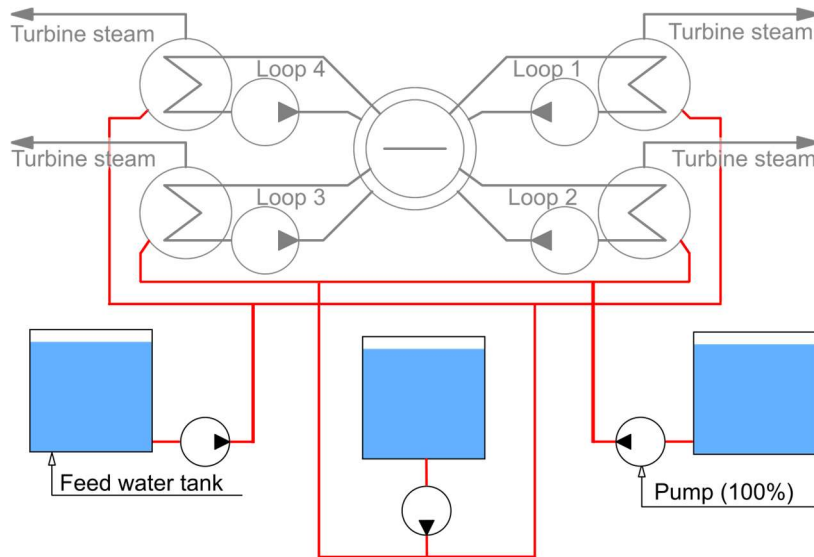 Turbine steam
Turbine steam
Loop 4
Loop 1
Turbine steam
Turbine steam
Loop 3
Loop 2
Feed water tank
Pump (100%)